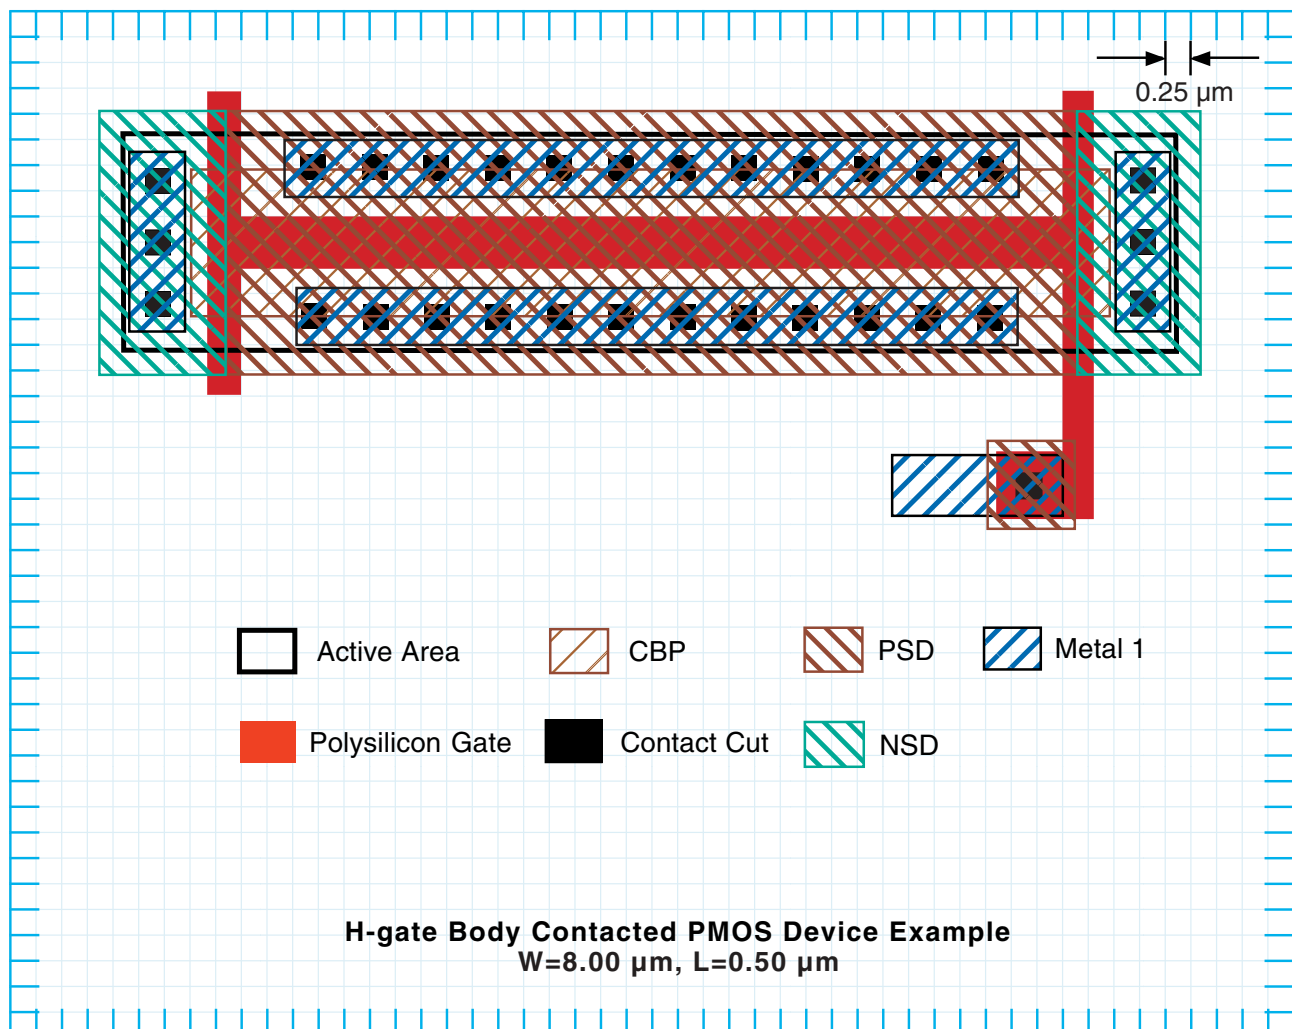 0.25 µm
Active Area
CBP
PSD
Metal 1
Polysilicon Gate
Contact Cut
NSD
H-gate Body Contacted PMOS Device Example
W=8.00 µm, L=0.50 µm